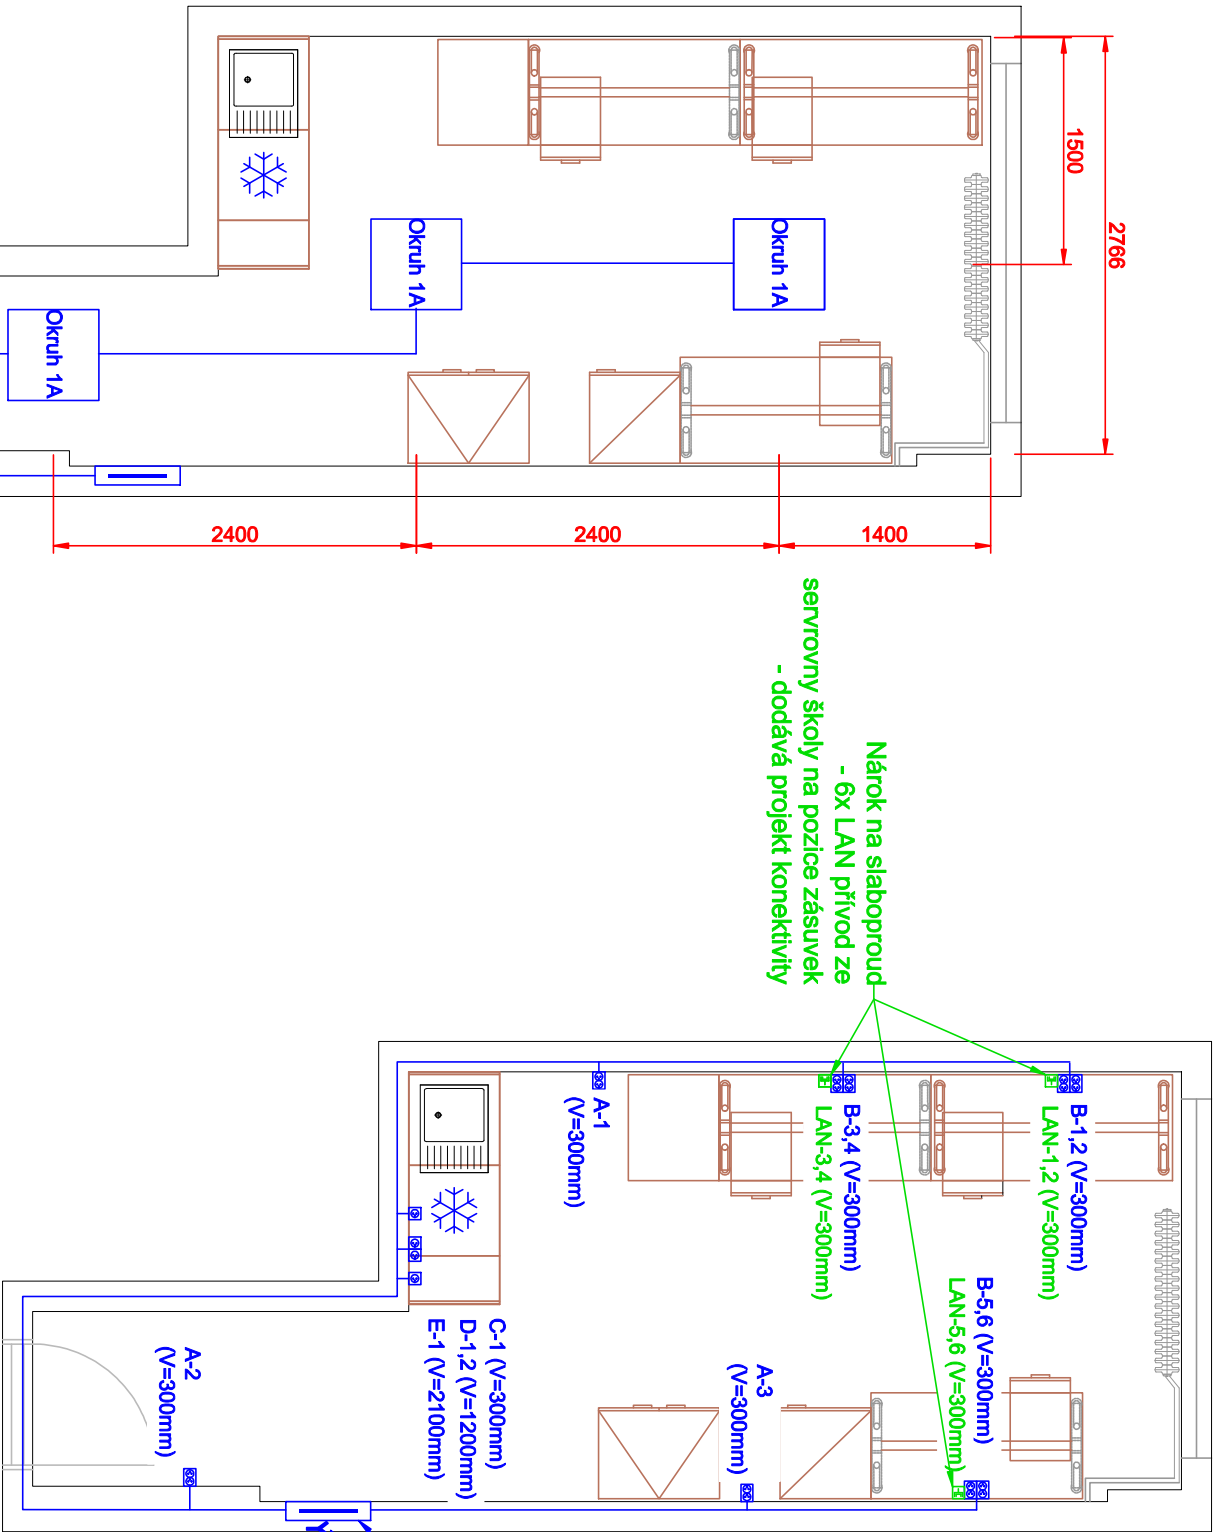 1500
2766
Okruh 1A
Okruh 1A
Okruh 1A
2400
2400
1400
Nárok na slaboproud
- 6x LAN přívod ze
servrovny školy na pozice zásuvek
- dodává projekt konektivity
B-1,2 (V=300mm)
LAN-1,2 (V=300mm)
B-3,4 (V=300mm)
LAN-3,4 (V=300mm)
A-1
(V=300mm)
B-5,6 (V=300mm)
LAN-5,6 (V=300mm)
A-3
(V=300mm)
C-1 (V=300mm)
D-1,2 (V=1200mm)
E-1 (V=2100mm)
A-2
(V=300mm)